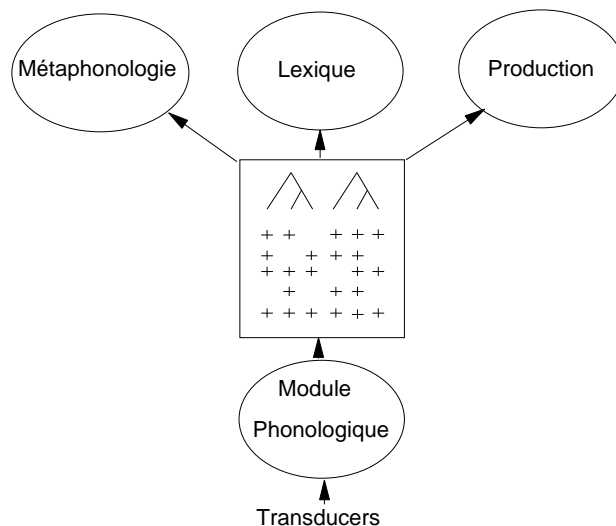 Métaphonologie
Lexique
Production
+ + + + +
+ + + +
+ + + + +
+ + +
+ + + + + +
Module
Phonologique
Transducers